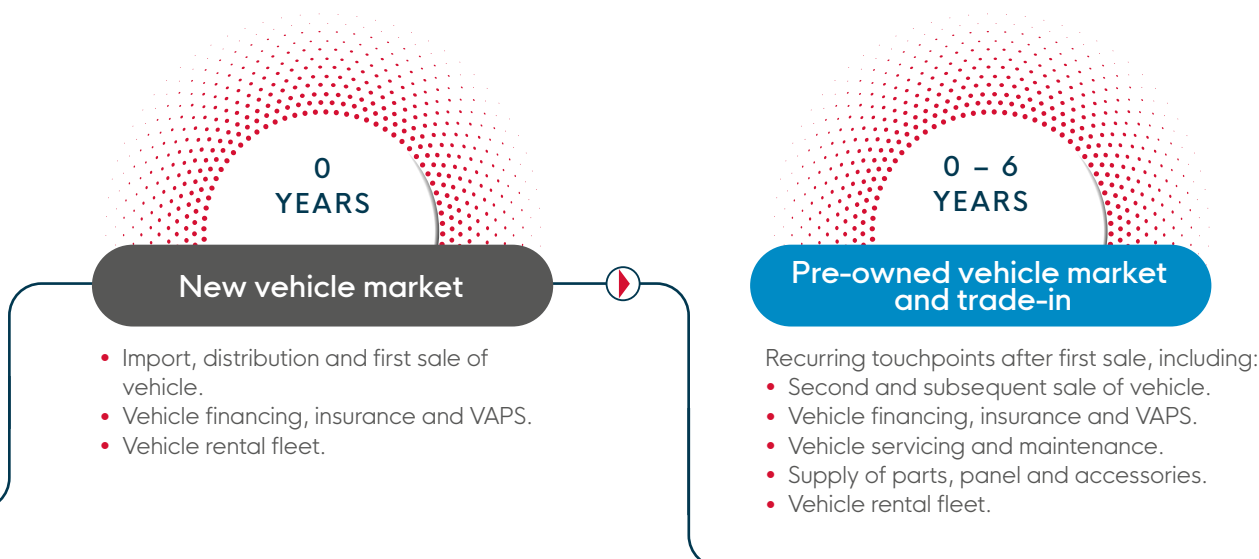 0
YEARS
New vehicle market
• Import, distribution and first sale of
vehicle.
• Vehicle financing, insurance and VAPS.
• Vehicle rental fleet.
0 – 6
YEARS
Pre-owned vehicle market
and trade-in
Recurring touchpoints after first sale, including:
• Second and subsequent sale of vehicle.
• Vehicle financing, insurance and VAPS.
• Vehicle servicing and maintenance.
• Supply of parts, panel and accessories.
• Vehicle rental fleet.